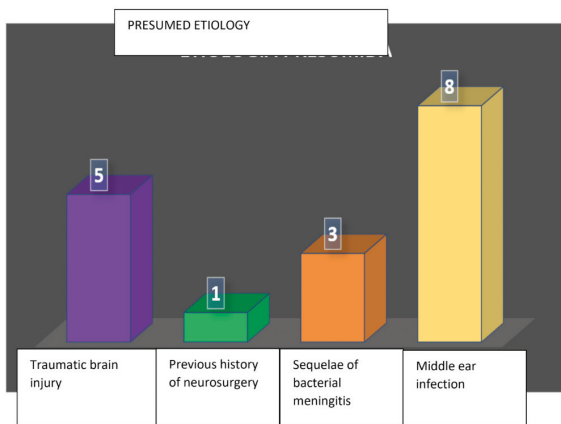 PRESUMED ETIOLOGY
8
5
3
1
Traumatic brain
injury
Previous history
of neurosurgery
Sequelae of
bacterial
meningitis
Middle ear
infection